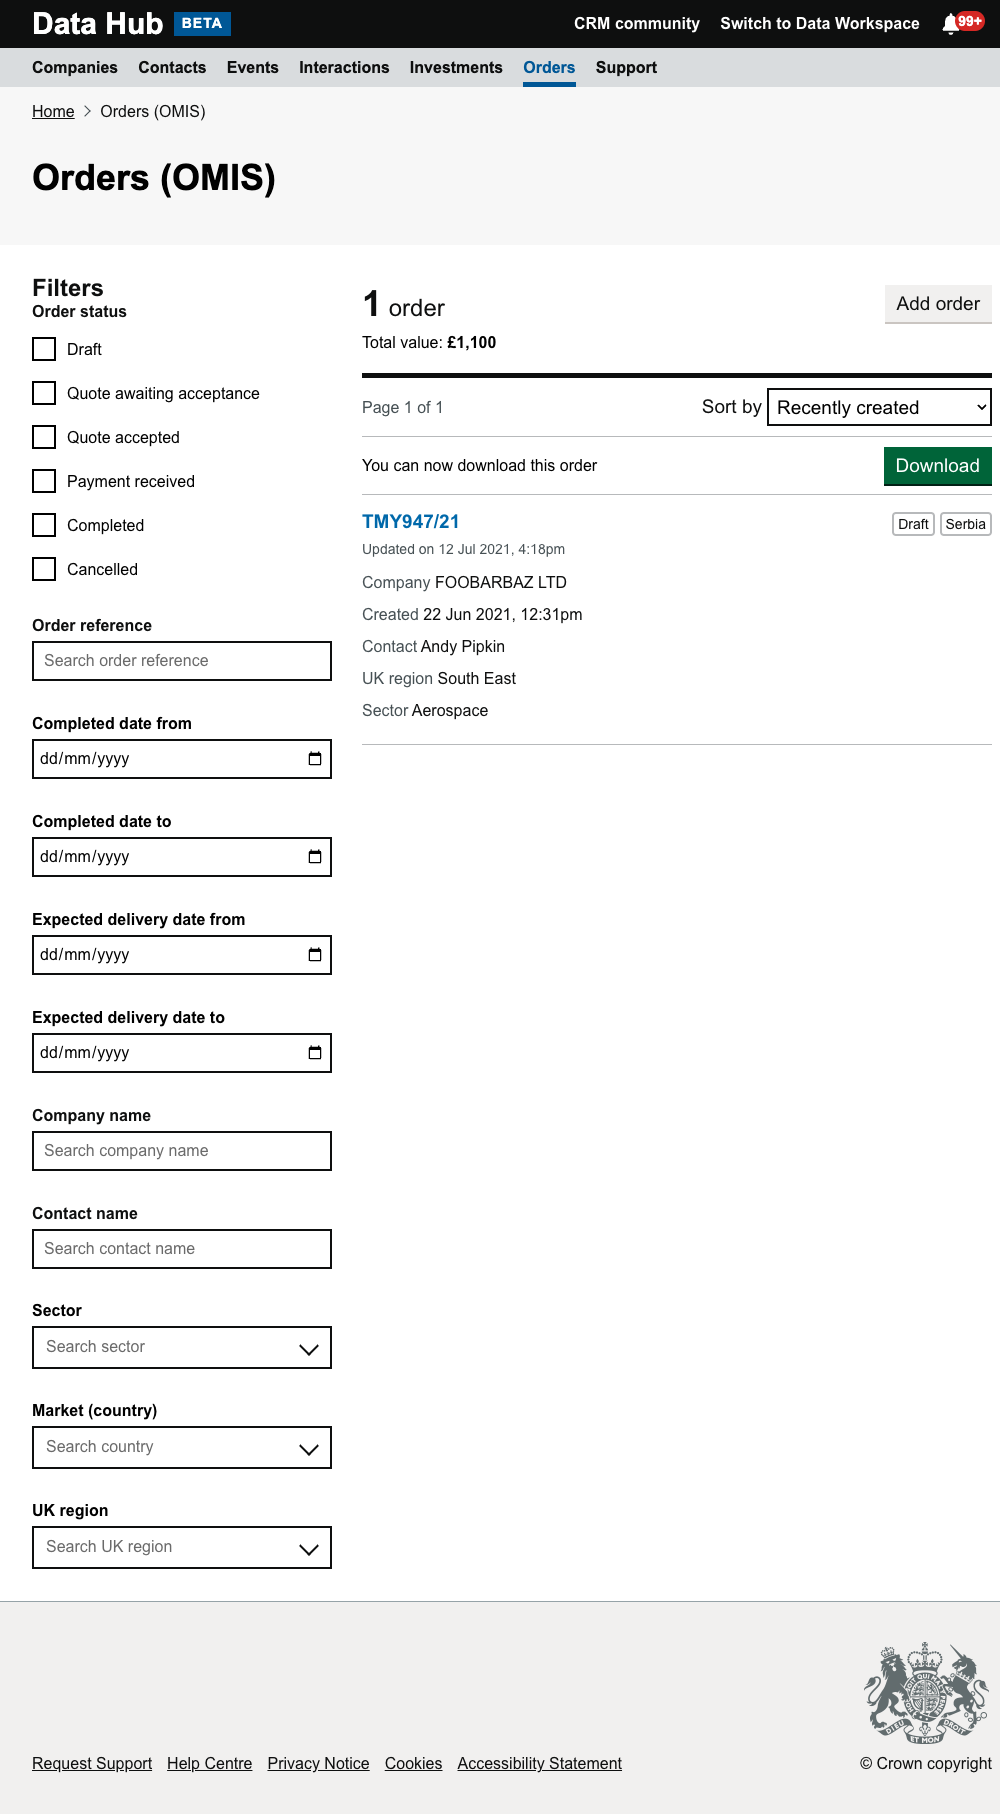 Data Hub BETA CRM community Switch to Data Workspace 99+
Companies Contacts Events Interactions Investments Orders Support
Home Orders (OMIS)
Orders (OMIS)
Filters
Order status
Draft
Quote awaiting acceptance
Quote accepted
Payment received
Completed
Cancelled
Order reference
Search order reference
Completed date from
dd/mm/yyyy
Completed date to
dd/mm/yyyy
Expected delivery date from
dd/mm/yyyy
Expected delivery date to
dd/mm/yyyy
Company name
Search company name
Contact name
Search contact name
Sector
Search sector
Market (country)
Search country
UK region
Search UK region
1 order Add order
Total value: £1,100
Page 1 of 1 Sort by Recently created
You can now download this order Download
TMY947/21 Draft Serbia
Updated on 12 Jul 2021, 4:18pm
Company FOOBARBAZ LTD
Created 22 Jun 2021, 12:31pm
Contact Andy Pipkin
UK region South East
Sector Aerospace
DIEU ET MON DROIT
Request Support Help Centre Privacy Notice Cookies Accessibility Statement © Crown copyright